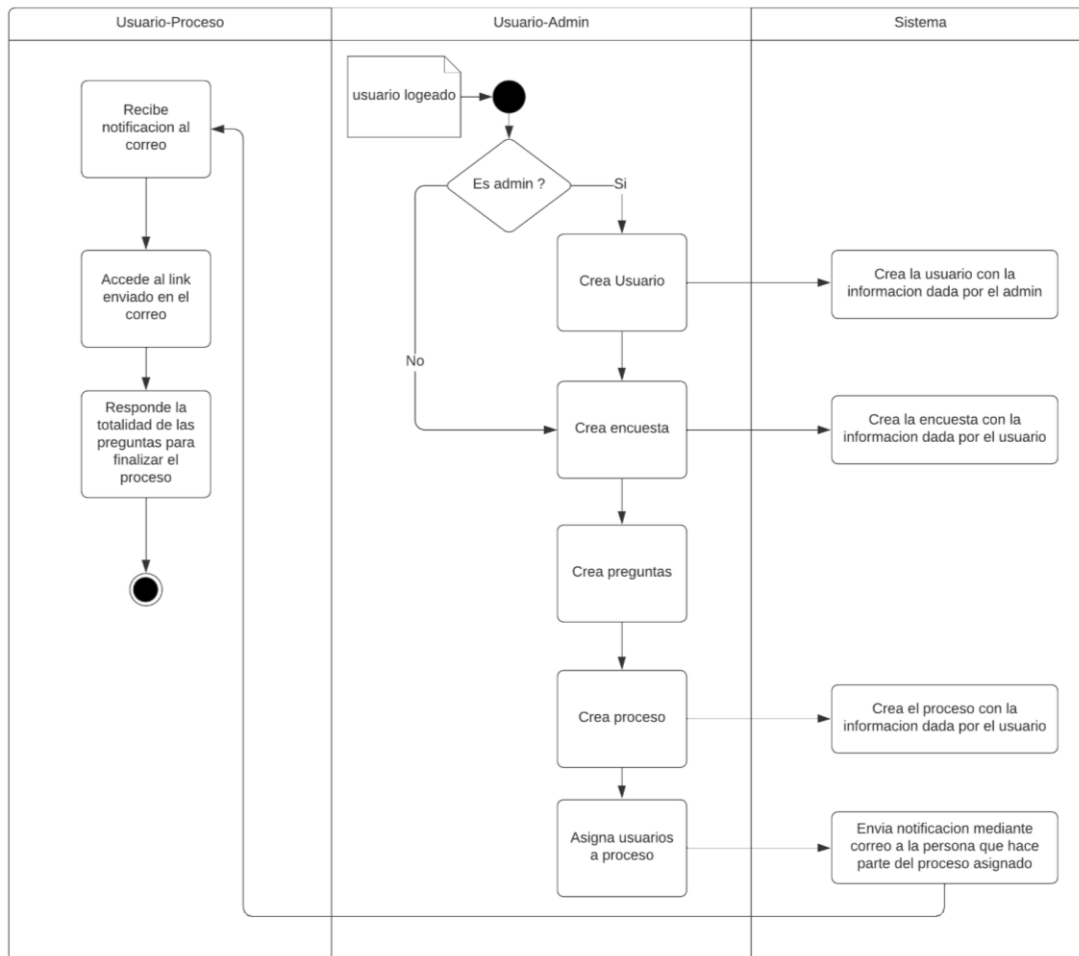 Usuario-Proceso
Usuario-Admin
Sistema
usuario logeado
Recibe
notificacion al
correo
Es admin ?
Si
Crea Usuario
Crea la usuario con la
informacion dada por el admin
Accede al link
enviado en el
correo
No
Responde la
totalidad de las
preguntas para
finalizar el
proceso
Crea encuesta
Crea la encuesta con la
informacion dada por el usuario
Crea preguntas
Crea proceso
Crea el proceso con la
informacion dada por el usuario
Asigna usuarios
a proceso
Envia notificacion mediante
correo a la persona que hace
parte del proceso asignado